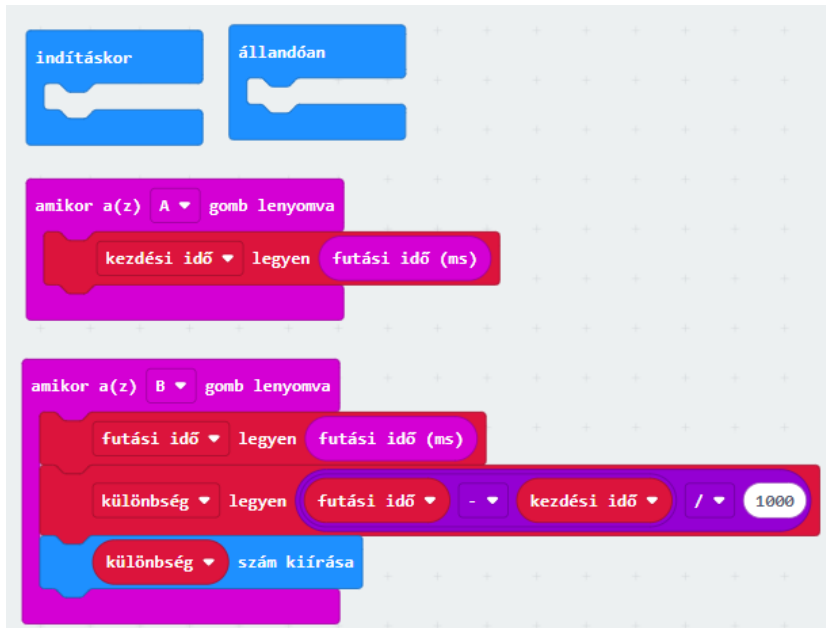 indításkor
állandóan
amikor a(z) A gomb lenyomva
kezdési idő legyen futási idő (ms)
amikor a(z) B gomb lenyomva
futási idő legyen futási idő (ms)
különbség legyen futási idő - kezdési idő / 1000
különbség szám kiírása